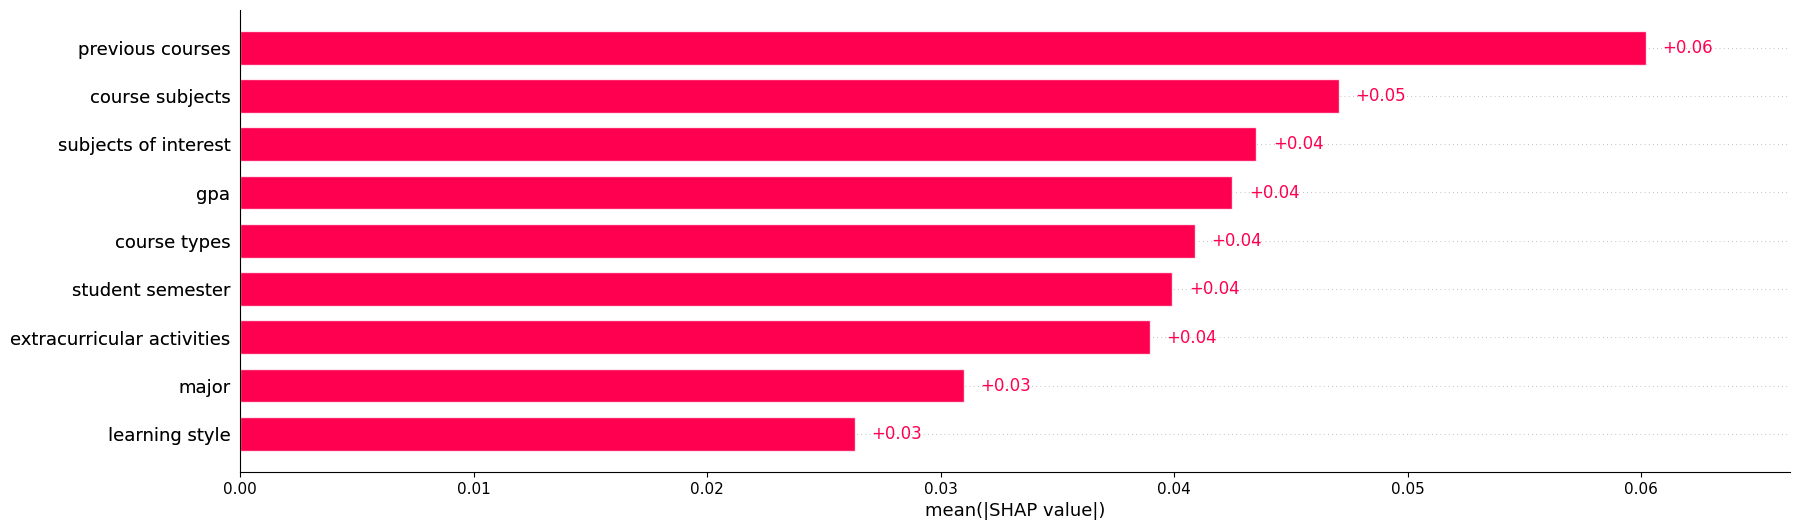 previous courses +0.06
course subjects +0.05
subjects of interest +0.04
gpa +0.04
course types +0.04
student semester +0.04
extracurricular activities +0.04
major +0.03
learning style +0.03
0.00 0.01 0.02 0.03 0.04 0.05 0.06
mean(|SHAP value|)